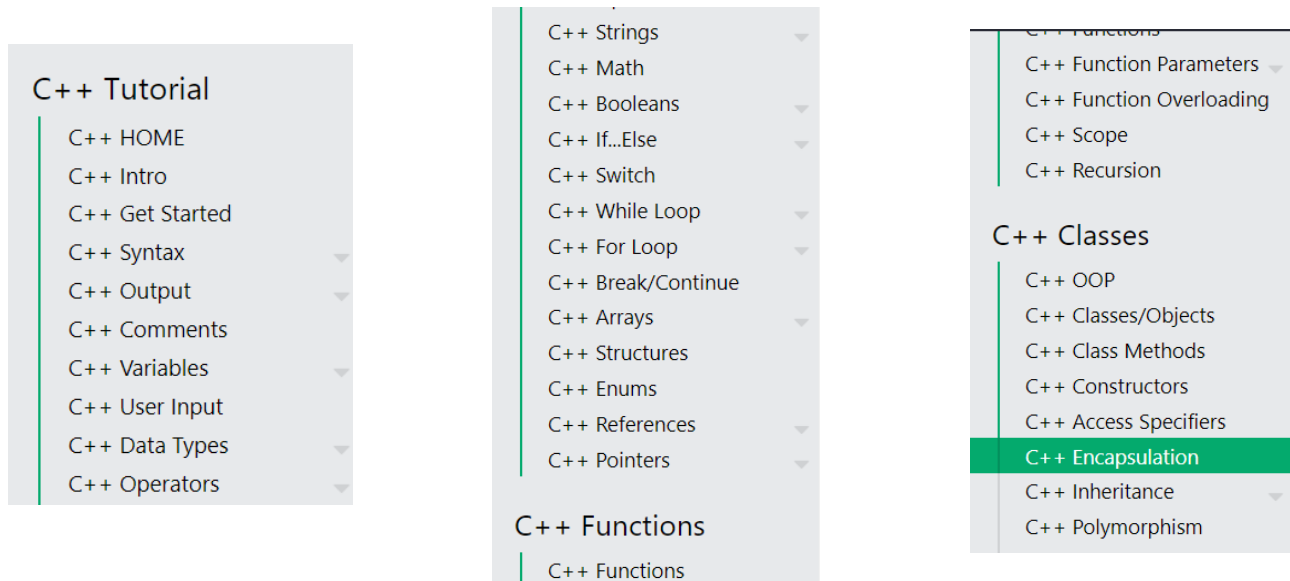 C++ Tutorial
C++ HOME
C++ Intro
C++ Get Started
C++ Syntax
C++ Output
C++ Comments
C++ Variables
C++ User Input
C++ Data Types
C++ Operators
C++ Strings
C++ Math
C++ Booleans
C++ If...Else
C++ Switch
C++ While Loop
C++ For Loop
C++ Break/Continue
C++ Arrays
C++ Structures
C++ Enums
C++ References
C++ Pointers
C++ Functions
C++ Functions
C++ Functions
C++ Function Parameters
C++ Function Overloading
C++ Scope
C++ Recursion
C++ Classes
C++ OOP
C++ Classes/Objects
C++ Class Methods
C++ Constructors
C++ Access Specifiers
C++ Encapsulation
C++ Inheritance
C++ Polymorphism